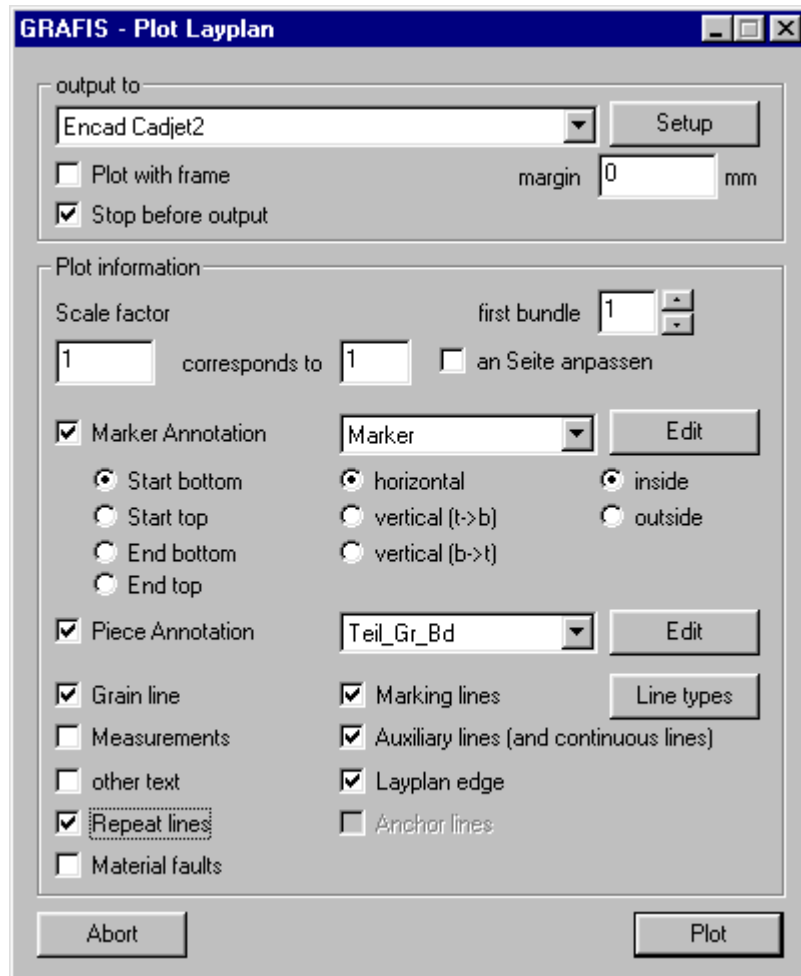 GRAFIS - Plot Layplan
output to
Encad Cadjet2
Setup
Plot with frame
margin 0 mm
Stop before output
Plot information
Scale factor
first bundle 1
1 corresponds to 1
an Seite anpassen
Marker Annotation
Marker
Edit
Start bottom
horizontal
inside
Start top
vertical (t->b)
outside
End bottom
vertical (b->t)
End top
Piece Annotation
Teil_Gr_Bd
Edit
Grain line
Marking lines
Line types
Measurements
Auxiliary lines (and continuous lines)
other text
Layplan edge
Repeat lines
Anchor lines
Material faults
Abort
Plot